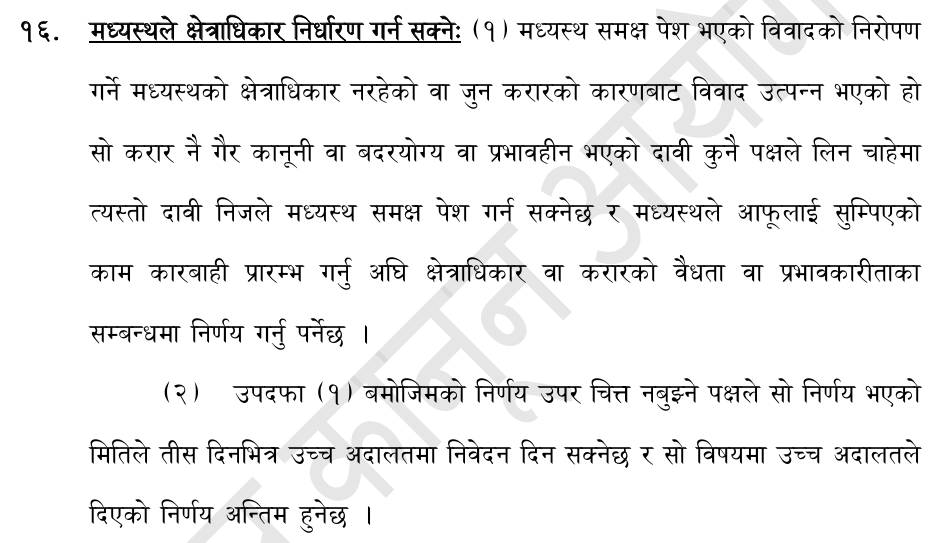 १६. मध्यस्थले क्षेत्राधिकार निर्धारण गर्न सक्नेः (१) मध्यस्थ समक्ष पेश भएको विवादको निरोपण
गर्ने मध्यस्थको क्षेत्राधिकार नरहेको वा जुन करारको कारणबाट विवाद उत्पन्न भएको हो
सो करार नै गैर कानूनी वा बदरयोग्य वा प्रभावहीन भएको दावी कुनै पक्षले लिन चाहेमा
त्यस्तो दावी निजले मध्यस्थ समक्ष पेश गर्न सक्नेछ र मध्यस्थले आफूलाई सुम्पिएको
काम कारबाही प्रारम्भ गर्नु अघि क्षेत्राधिकार वा करारको वैधता वा प्रभावकारीताका
सम्बन्धमा निर्णय गर्नु पर्नेछ ।
(२) उपदफा (१) बमोजिमको निर्णय उपर चित्त नबुझ्ने पक्षले सो निर्णय भएको
मितिले तीस दिनभित्र उच्च अदालतमा निवेदन दिन सक्नेछ र सो विषयमा उच्च अदालतले
दिएको निर्णय अन्तिम हुनेछ ।
कानून आयोग